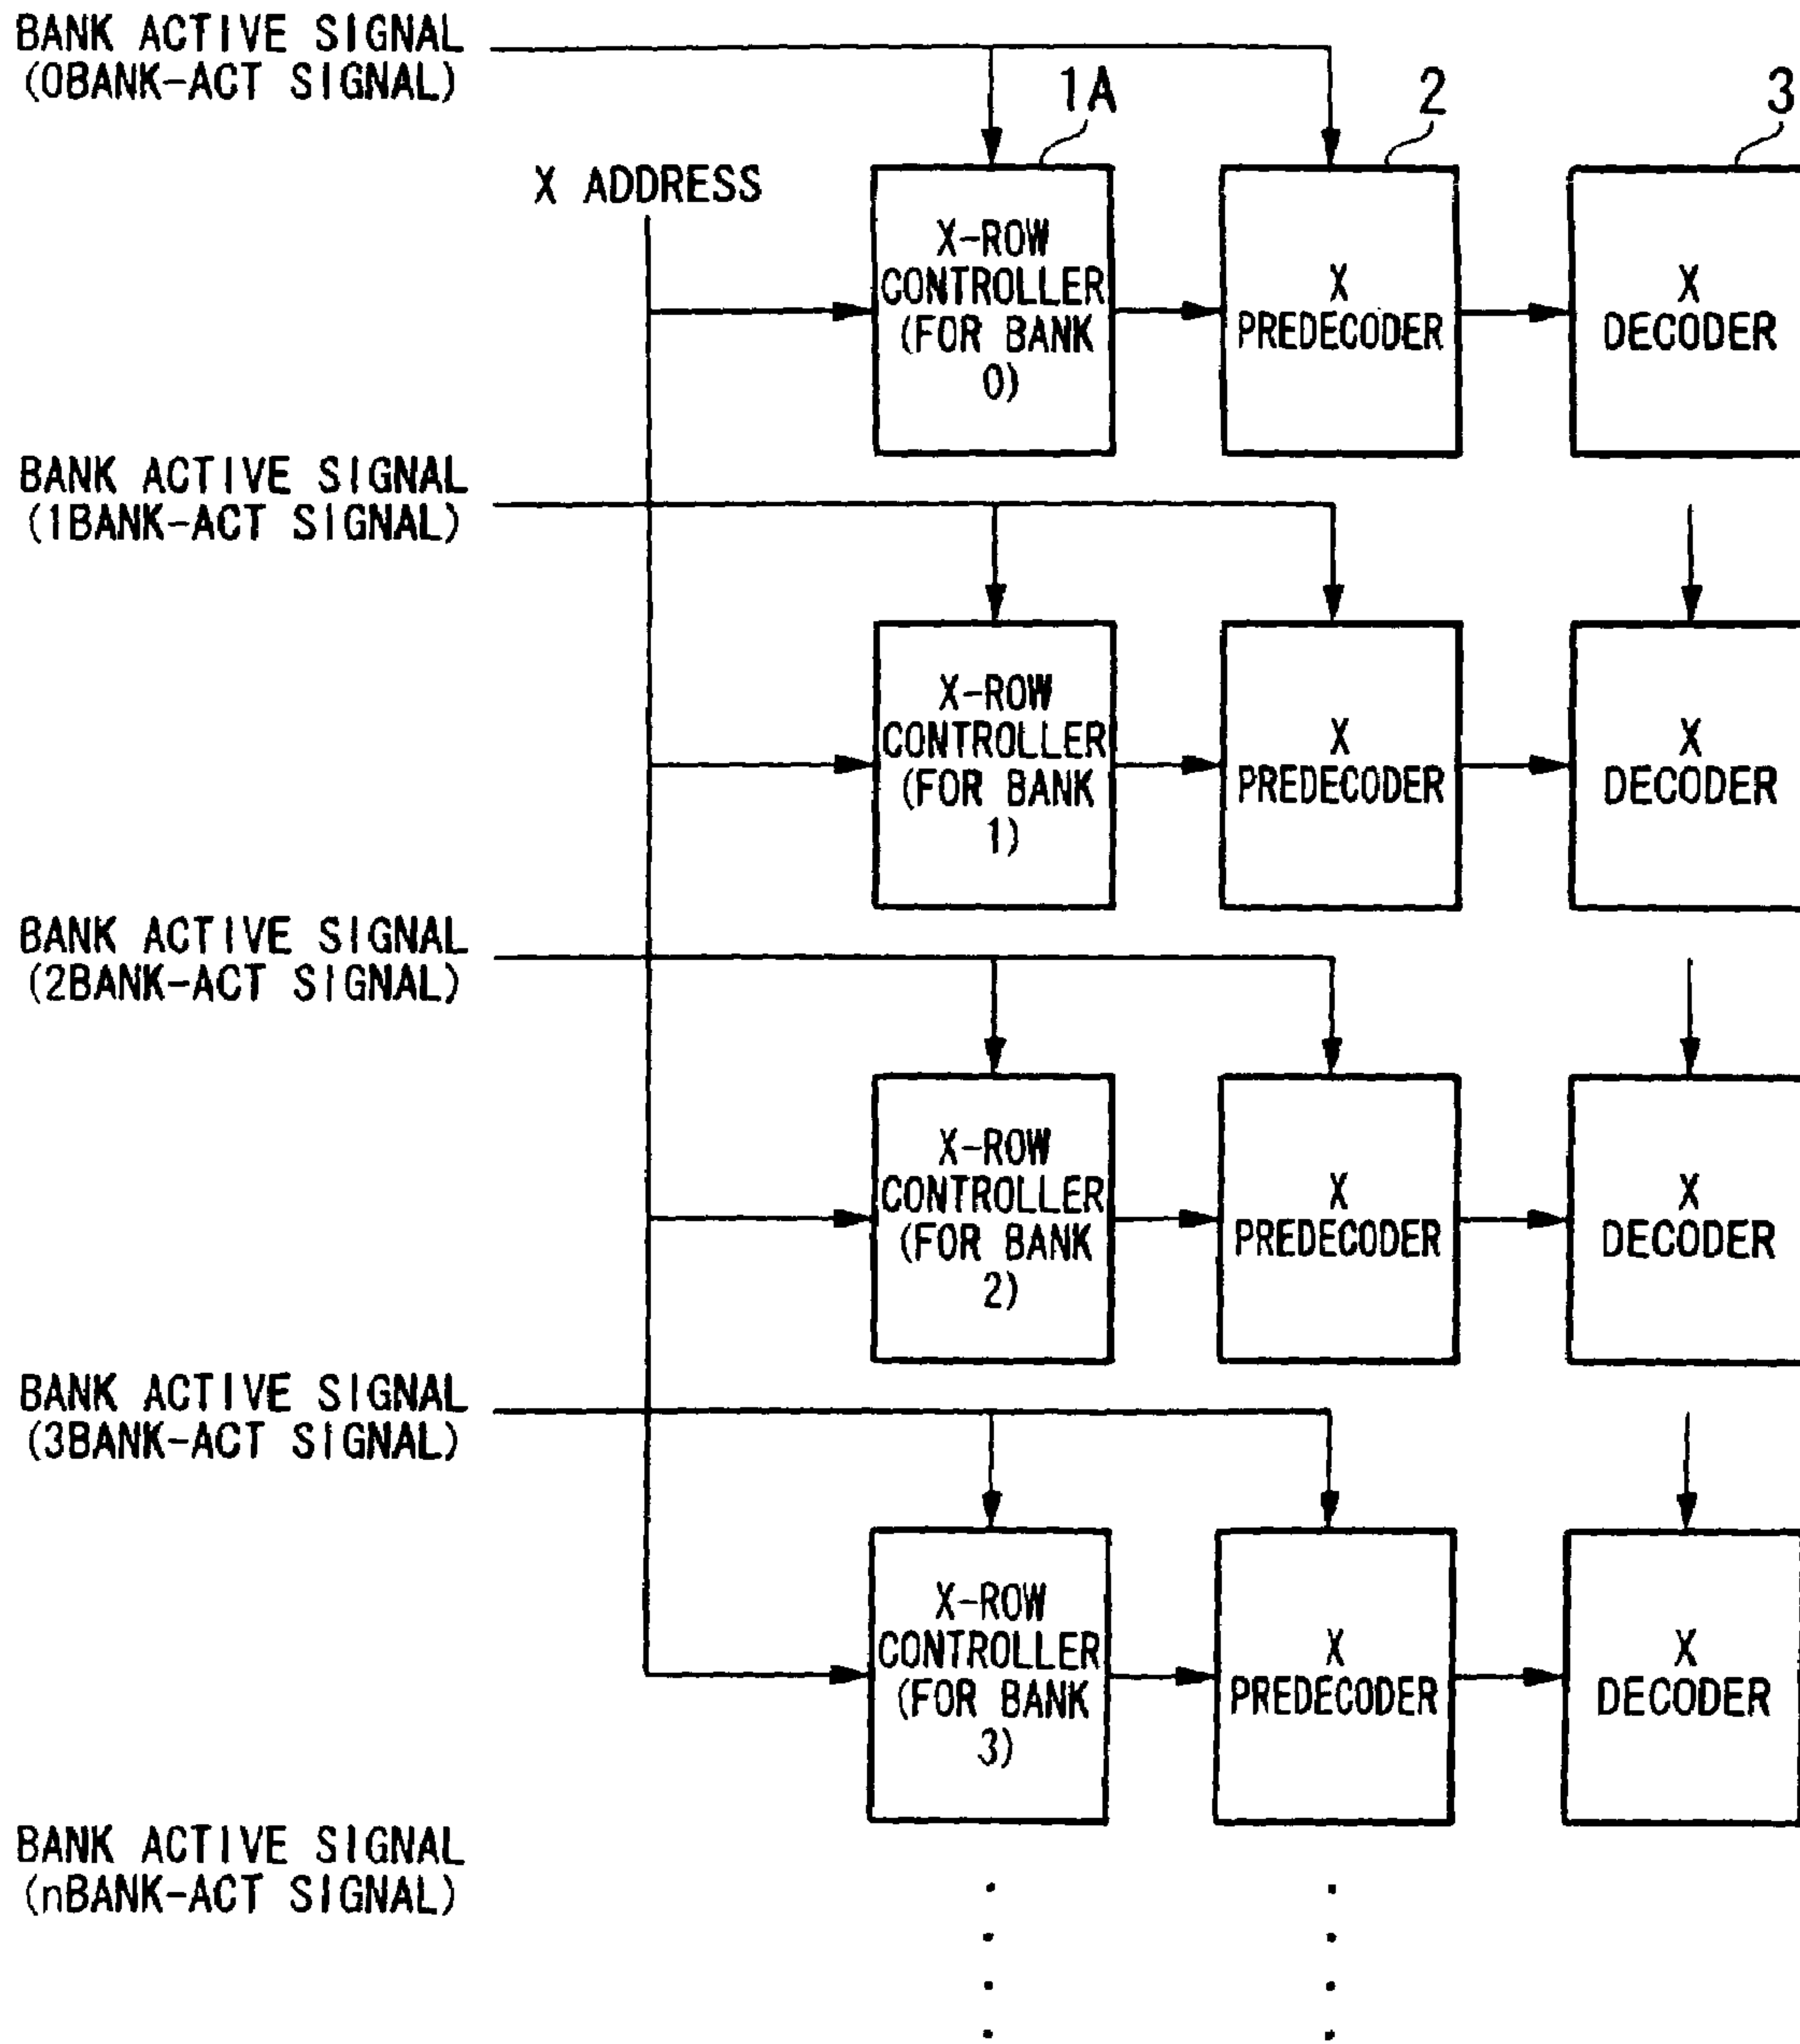 BANK ACTIVE SIGNAL
(0BANK-ACT SIGNAL)
1A
2
3
X ADDRESS
X-ROW
CONTROLLER
(FOR BANK
0)
X
PREDECODER
X
DECODER
BANK ACTIVE SIGNAL
(1BANK-ACT SIGNAL)
X-ROW
CONTROLLER
(FOR BANK
1)
X
PREDECODER
X
DECODER
BANK ACTIVE SIGNAL
(2BANK-ACT SIGNAL)
X-ROW
CONTROLLER
(FOR BANK
2)
X
PREDECODER
X
DECODER
BANK ACTIVE SIGNAL
(3BANK-ACT SIGNAL)
X-ROW
CONTROLLER
(FOR BANK
3)
X
PREDECODER
X
DECODER
BANK ACTIVE SIGNAL
(nBANK-ACT SIGNAL)